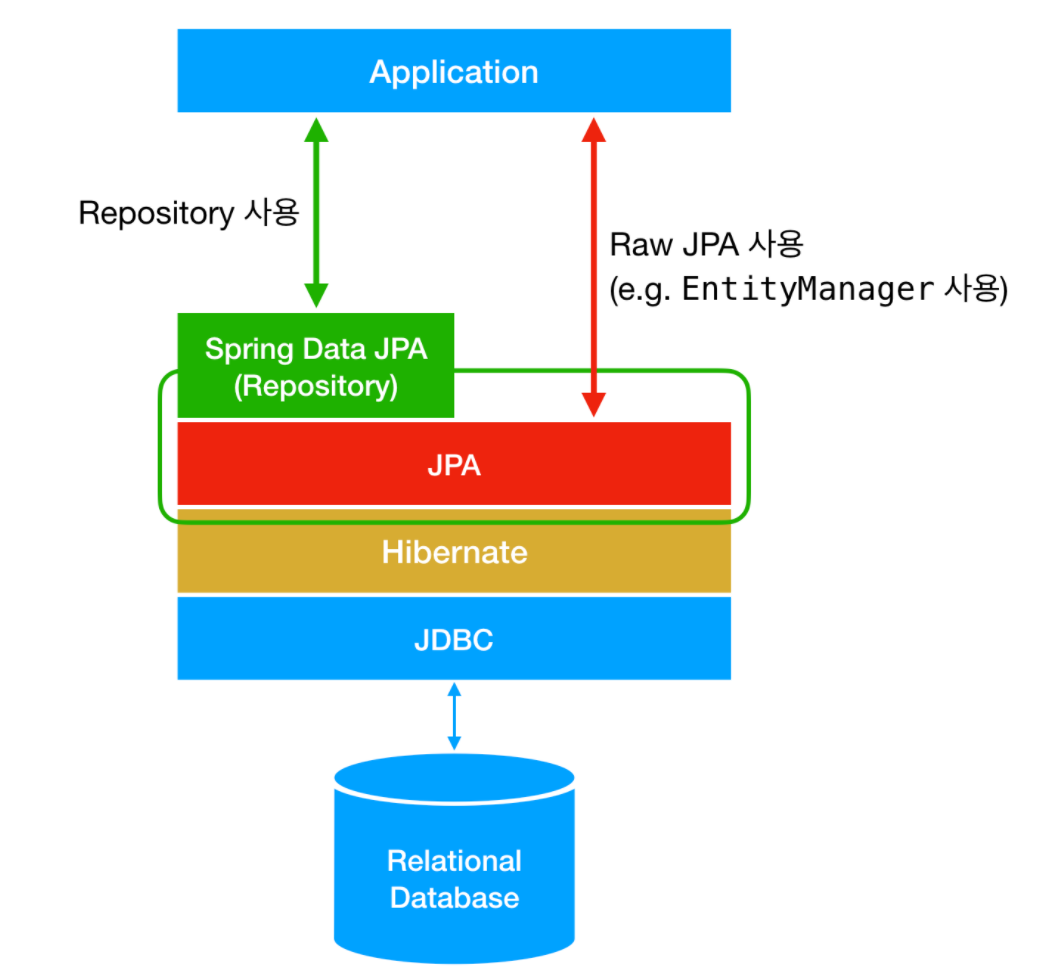 Application
Repository 사용
Raw JPA 사용
(e.g. EntityManager 사용)
Spring Data JPA
(Repository)
JPA
Hibernate
JDBC
Relational
Database